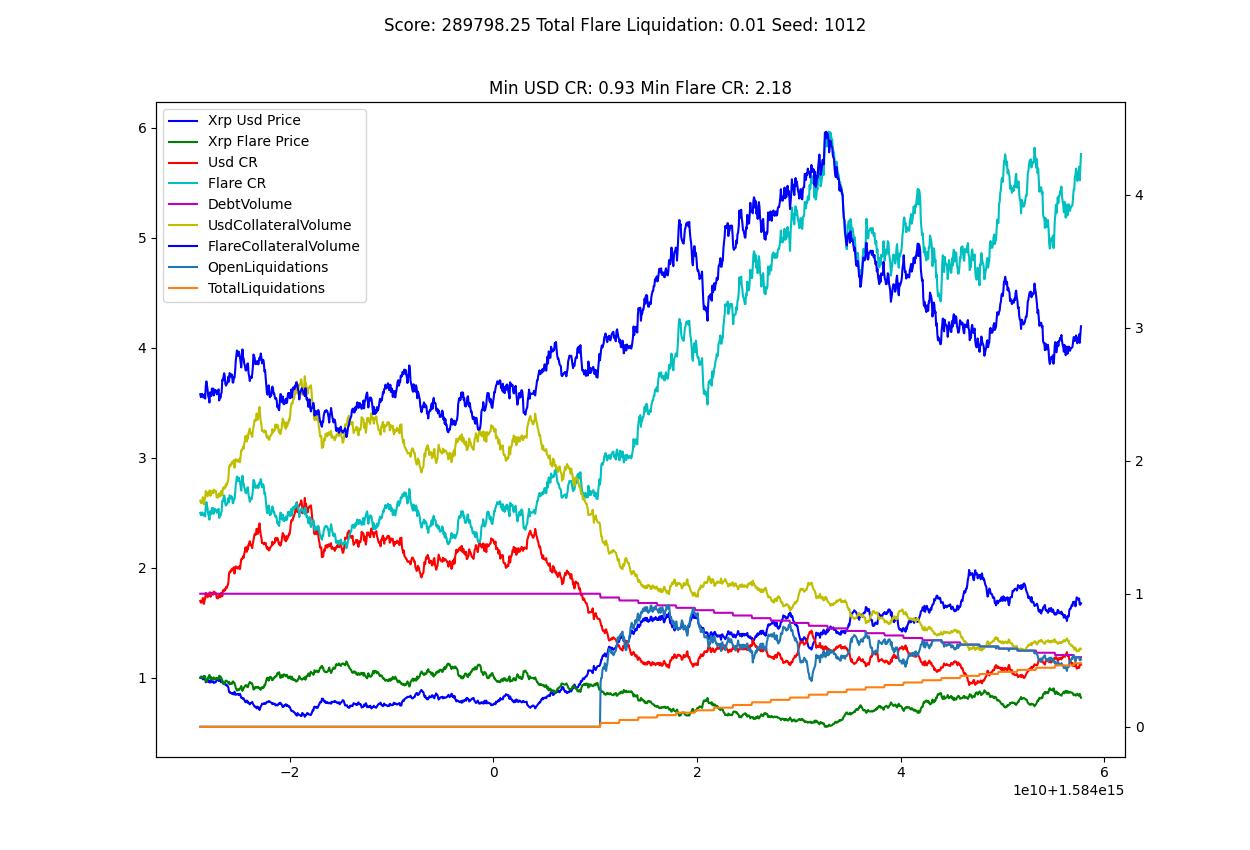 Score: 289798.25 Total Flare Liquidation: 0.01 Seed: 1012
Min USD CR: 0.93 Min Flare CR: 2.18
Xrp Usd Price
Xrp Flare Price
Usd CR
Flare CR
DebtVolume
UsdCollateralVolume
FlareCollateralVolume
OpenLiquidations
TotalLiquidations
6
5
4
3
2
1
4
3
2
1
0
−2 0 2 4 6
1e10+1.584e15